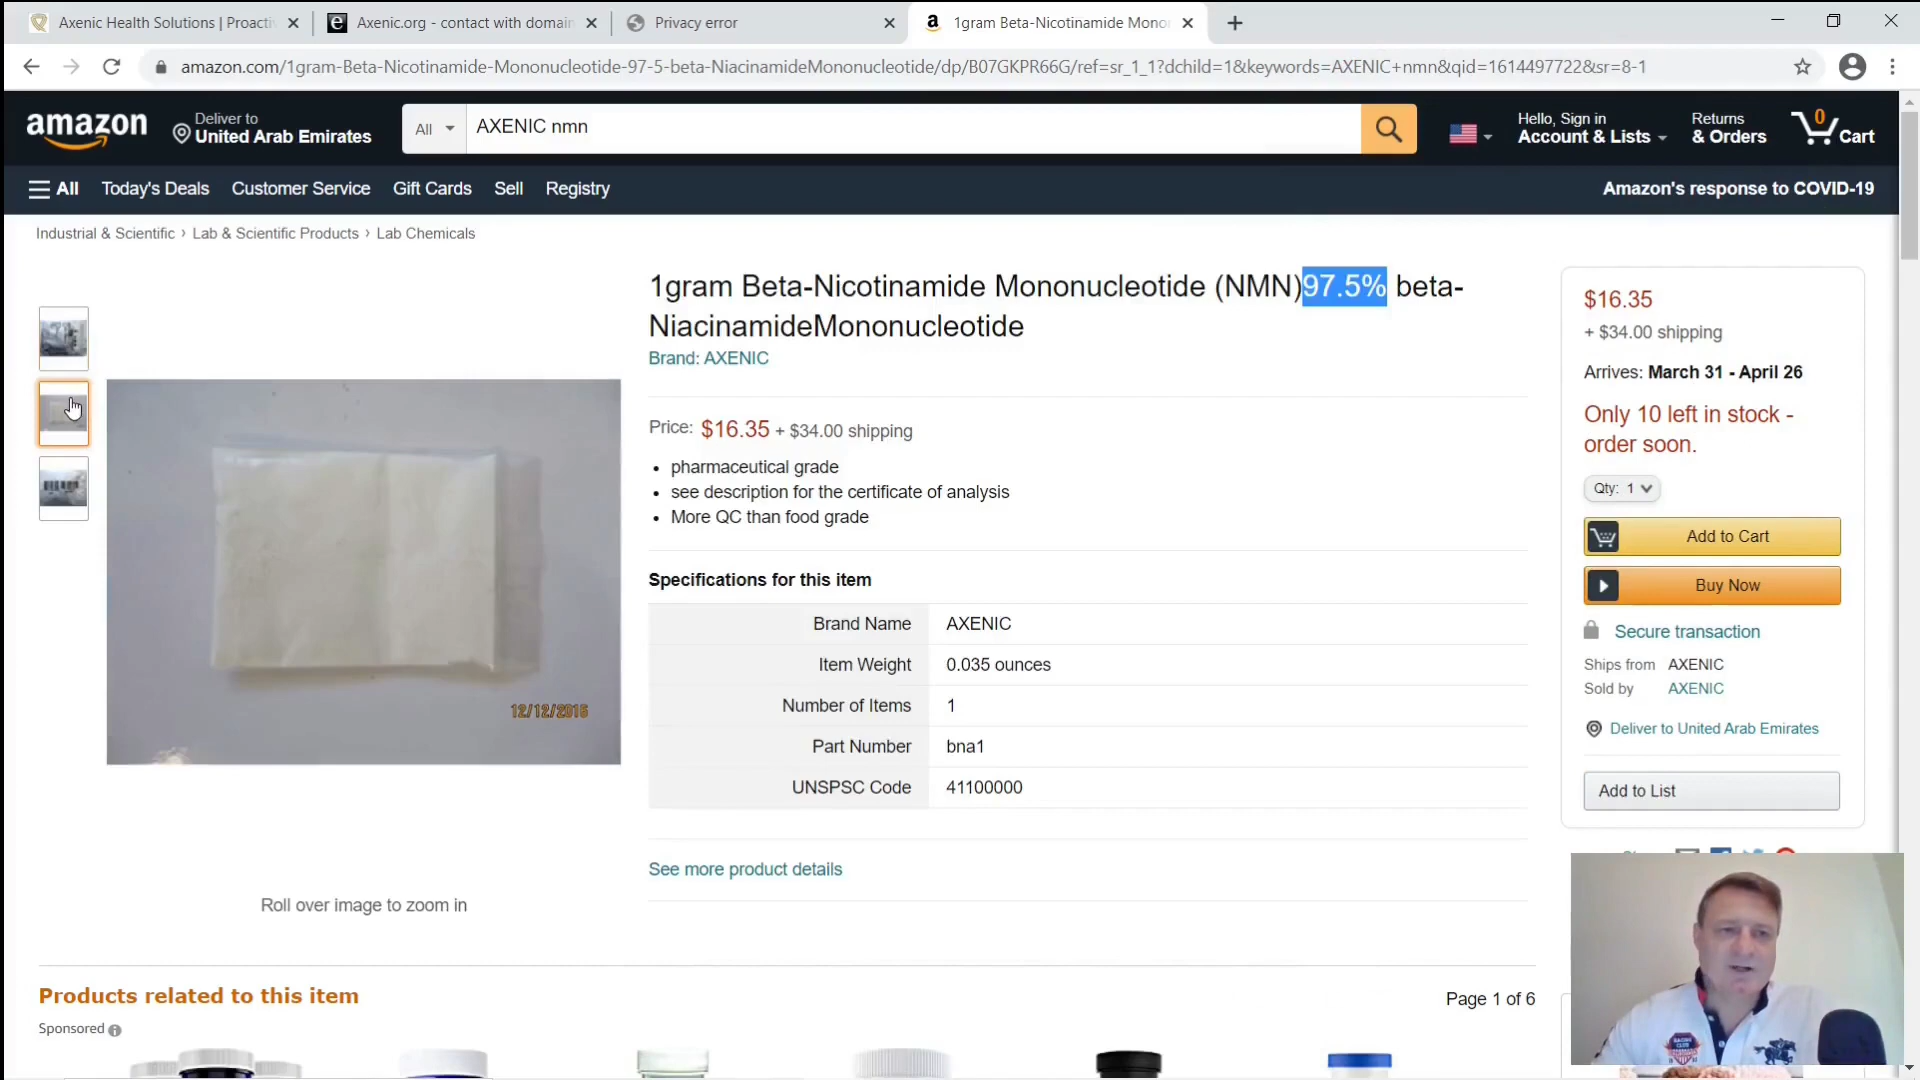 Axenic Health Solutions | Proacti
Axenic.org - contact with domain
Privacy error
1gram Beta-Nicotinamide Mono
amazon.com/1gram-Beta-Nicotinamide-Mononucleotide-97-5-beta-NiacinamideMononucleotide/dp/B07GKPR66G/ref=sr_1_1?dchild=1&keywords=AXENIC+nmn&qid=1614497722&sr=8-1
amazon
Deliver to
United Arab Emirates
All
AXENIC nmn
Hello, Sign in
Account & Lists
Returns
& Orders
0
Cart
All
Today's Deals
Customer Service
Gift Cards
Sell
Registry
Amazon's response to COVID-19
Industrial & Scientific › Lab & Scientific Products › Lab Chemicals
1gram Beta-Nicotinamide Mononucleotide (NMN)97.5% beta-
NiacinamideMononucleotide
Brand: AXENIC
Price: $16.35 + $34.00 shipping
• pharmaceutical grade
• see description for the certificate of analysis
• More QC than food grade
Specifications for this item
Brand Name AXENIC
Item Weight 0.035 ounces
Number of Items 1
Part Number bna1
UNSPSC Code 41100000
See more product details
12/12/2016
Roll over image to zoom in
$16.35
+ $34.00 shipping
Arrives: March 31 - April 26
Only 10 left in stock -
order soon.
Qty: 1
Add to Cart
Buy Now
Secure transaction
Ships from AXENIC
Sold by AXENIC
Deliver to United Arab Emirates
Add to List
Products related to this item
Page 1 of 6
Sponsored